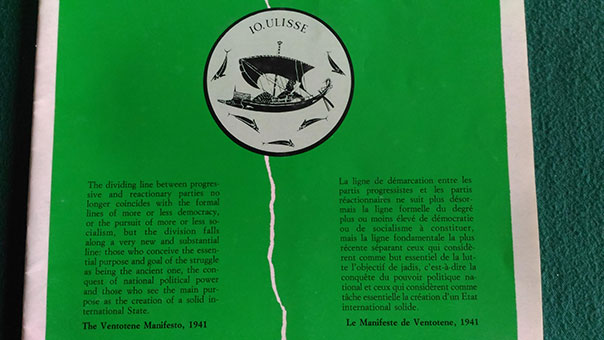 IO.ULISSE
The dividing line between progres-
sive and reactionary parties no
longer coincides with the formal
lines of more or less democracy,
or the pursuit of more or less so-
cialism, but the division falls
along a very new and substantial
line: those who conceive the essen-
tial purpose and goal of the struggle
as being the ancient one, the con-
quest of national political power
and those who see the main pur-
pose as the creation of a solid in-
ternational State.
The Ventotene Manifesto, 1941
La ligne de démarcation entre les
partis progressistes et les partis
réactionnaires ne suit plus désor-
mais la ligne formelle du degré
plus ou moins élevé de démocratie
ou de socialisme à constituer,
mais la ligne fondamentale la plus
récente séparant ceux qui considè-
rent comme but essentiel de la lut-
te l'objectif de jadis, c'est-à-dire la
conquête du pouvoir politique na-
tional et ceux qui considèrent comme
tâche essentielle la création d'un Etat
international solide.
Le Manifeste de Ventotene, 1941